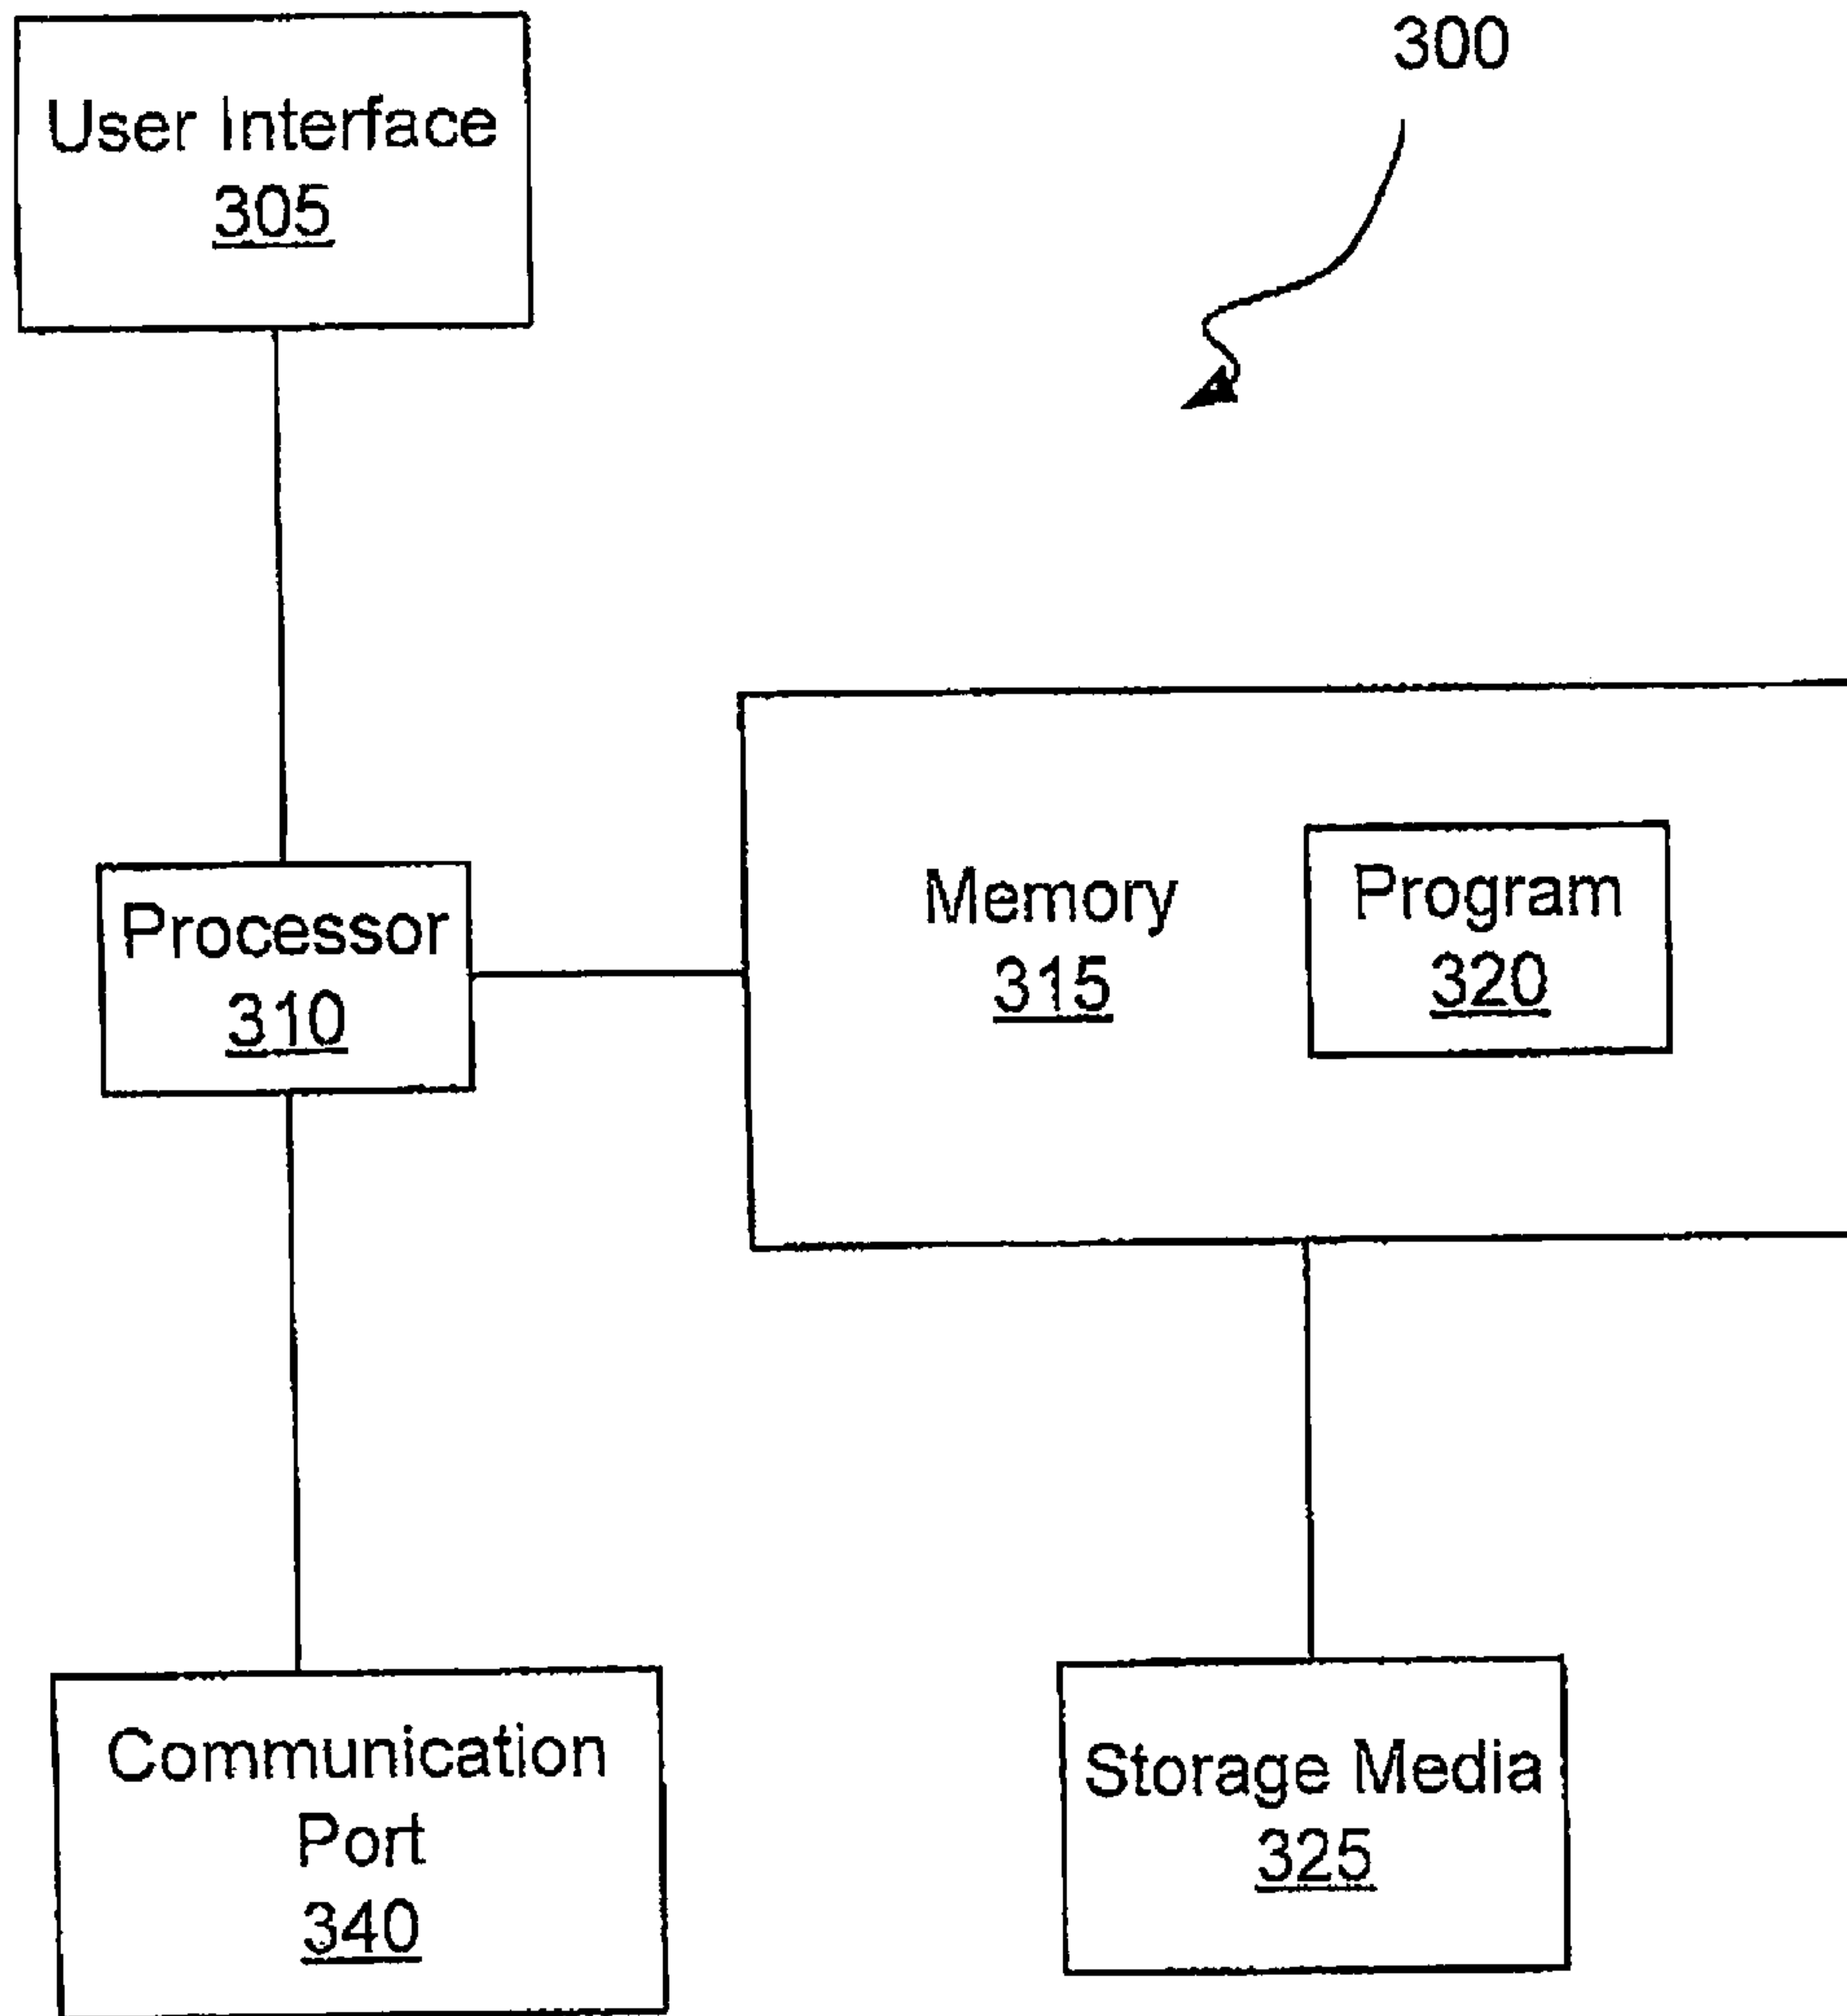 User Interface
305
300
Processor
310
Memory
315
Program
320
Communication
Port
340
Storage Media
325